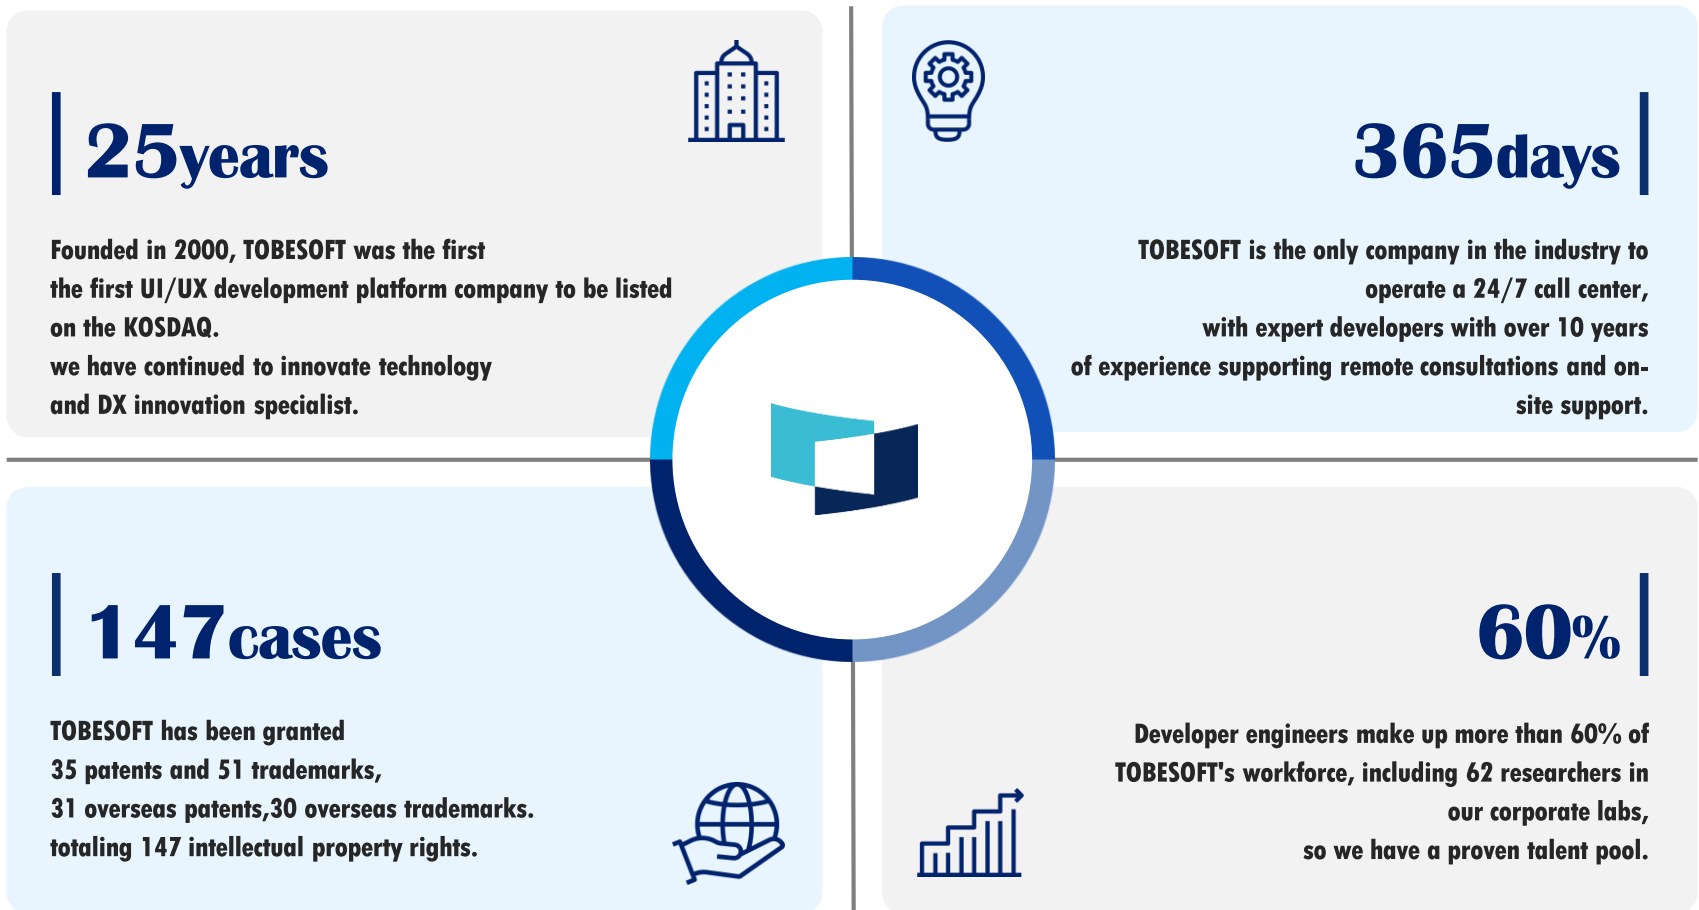 25years
Founded in 2000, TOBESOFT was the first
the first UI/UX development platform company to be listed
on the KOSDAQ.
we have continued to innovate technology
and DX innovation specialist.
365days
TOBESOFT is the only company in the industry to
operate a 24/7 call center,
with expert developers with over 10 years
of experience supporting remote consultations and on-
site support.
147cases
TOBESOFT has been granted
35 patents and 51 trademarks,
31 overseas patents,30 overseas trademarks.
totaling 147 intellectual property rights.
60%
Developer engineers make up more than 60% of
TOBESOFT's workforce, including 62 researchers in
our corporate labs,
so we have a proven talent pool.